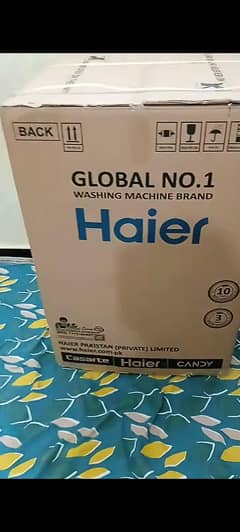 BACK
GLOBAL NO.1
WASHING MACHINE BRAND
Haier
10
3
HAIER PAKISTAN (PRIVATE) LIMITED
www.haier.com.pk
Casarte Haier CANDY